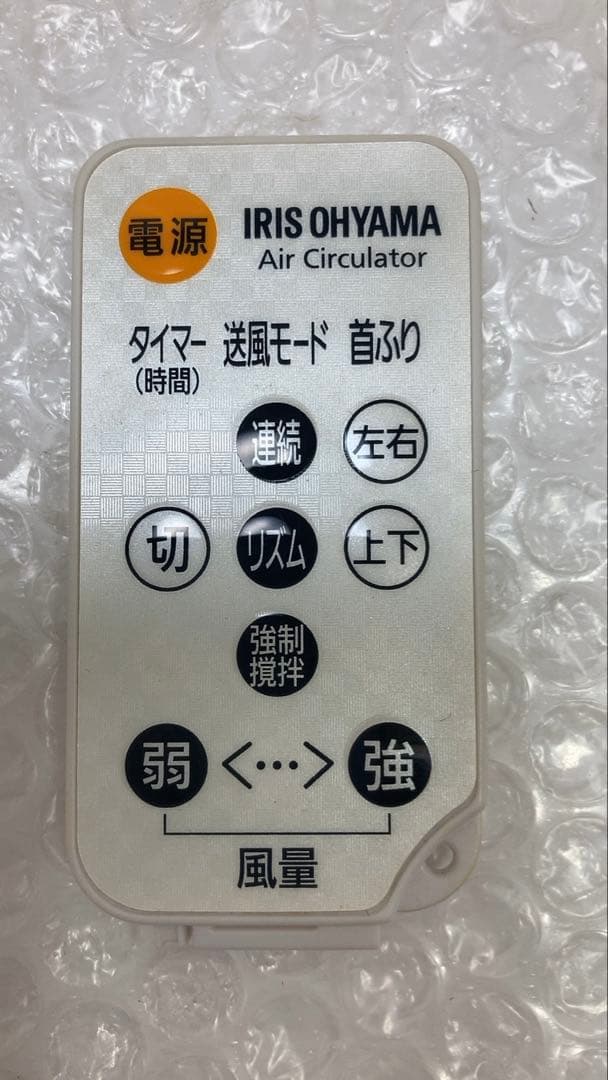 電源
IRIS OHYAMA
Air Circulator
タイマー 送風モード 首ふり
(時間)
連続 左右
切 リズム 上下
強制
撹拌
弱 <…> 強
風量